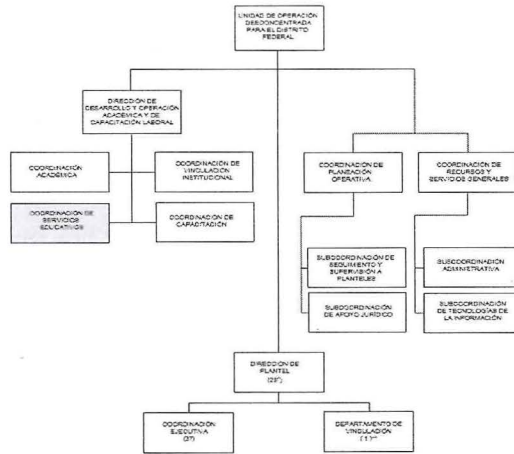 UNIDAD DE OPERACIÓN
DESCONCENTRADA
PARA EL DISTRITO
FEDERAL
DIRECCIÓN DE
DESARROLLO Y OPERACIÓN
ACADÉMICA Y DE
CAPACITACIÓN LABORAL
COORDINACIÓN
ACADÉMICA
COORDINACIÓN DE
VINCULACIÓN
INSTITUCIONAL
COORDINACIÓN DE
SERVICIOS
EDUCATIVOS
COORDINACIÓN DE
CAPACITACIÓN
COORDINACIÓN DE
OPERATIVA
COORDINACIÓN DE
RECURSOS Y
SERVICIOS GENERALES
SUBCOORDINACIÓN DE
SEGUIMIENTO Y
SUPERVISIÓN A
PLANTELES
SUBCOORDINACIÓN
ADMINISTRATIVA
SUBCOORDINACIÓN
DE APOYO JURÍDICO
SUBCOORDINACIÓN
DE TECNOLOGÍAS DE
LA INFORMACIÓN
DIRECCIÓN DE
PLANTEL
COORDINACIÓN
EJECUTIVA
DEPARTAMENTO DE
VINCULACIÓN